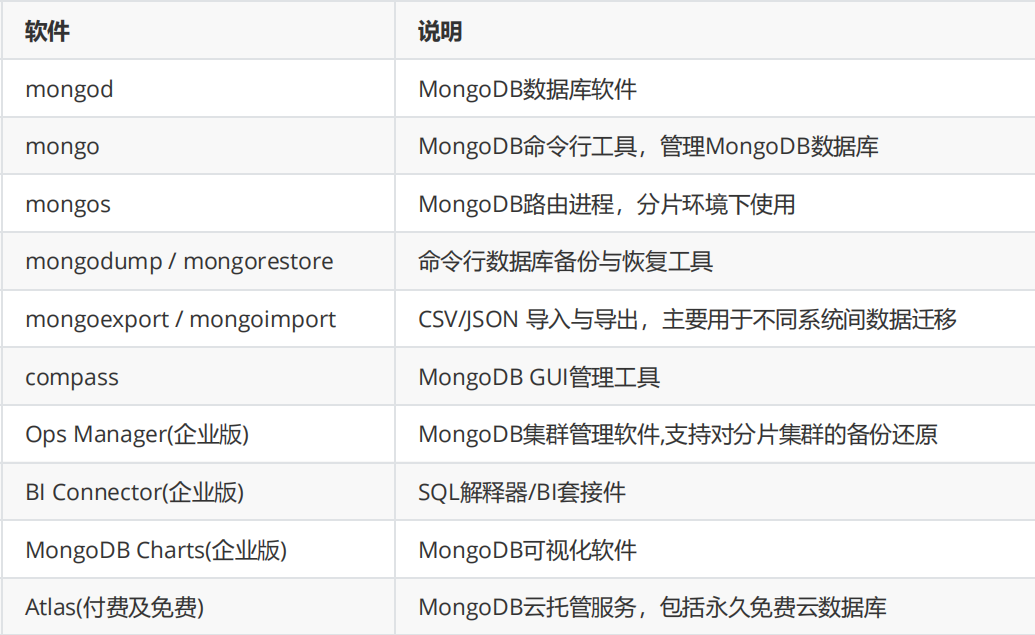 软件 说明
mongod MongoDB数据库软件
mongo MongoDB命令行工具，管理MongoDB数据库
mongos MongoDB路由进程，分片环境下使用
mongodump / mongorestore 命令行数据库备份与恢复工具
mongoexport / mongoimport CSV/JSON 导入与导出，主要用于不同系统间数据迁移
compass MongoDB GUI管理工具
Ops Manager(企业版) MongoDB集群管理软件,支持对分片集群的备份还原
BI Connector(企业版) SQL解释器/BI套接件
MongoDB Charts(企业版) MongoDB可视化软件
Atlas(付费及免费) MongoDB云托管服务，包括永久免费云数据库